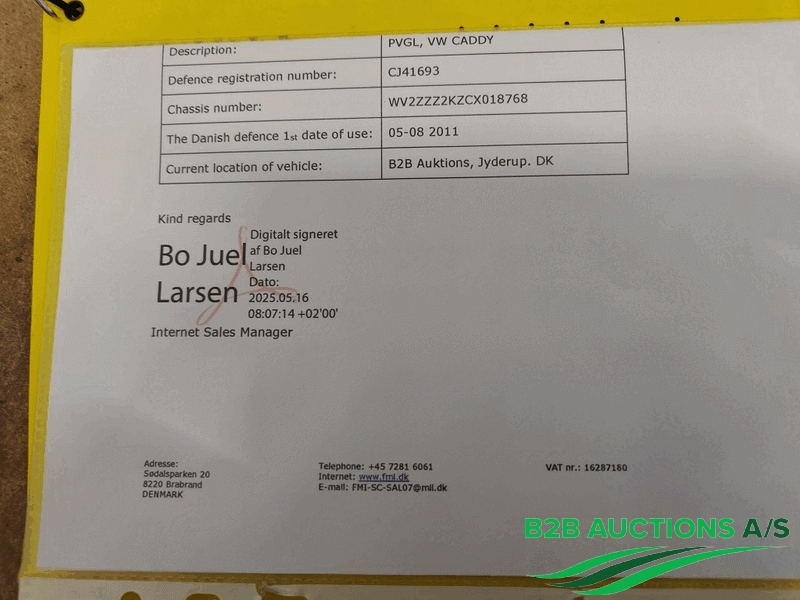 Description: PVGL, VW CADDY
Defence registration number: CJ41693
Chassis number: WV2ZZZ2KZCX018768
The Danish defence 1st date of use: 05-08 2011
Current location of vehicle: B2B Auktions, Jyderup. DK
Kind regards
Bo Juel
Larsen
Digitalt signeret
af Bo Juel
Larsen
Dato:
2025.05.16
08:07:14 +02'00'
Internet Sales Manager
Adresse:
Sødalsparken 20
8220 Brabrand
DENMARK
Telephone: +45 7281 6061
Internet: www.fmi.dk
E-mail: FMI-SC-SAL07@mil.dk
VAT nr.: 16287180
B2B AUCTIONS A/S